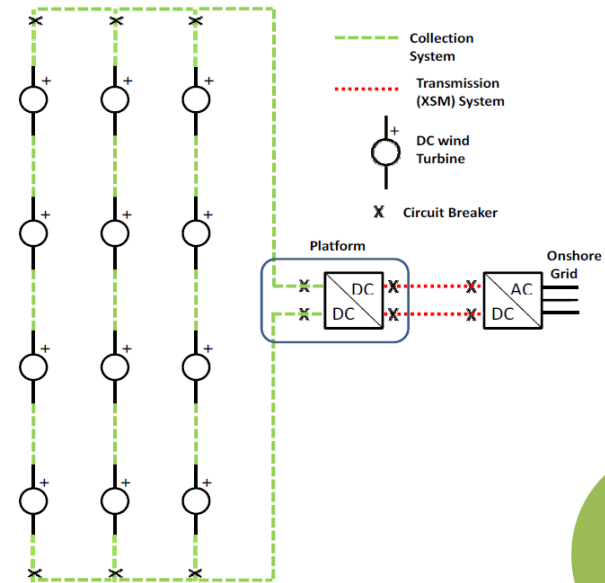 Collection
System
Transmission
(XSM) System
+
DC wind
Turbine
X Circuit Breaker
Platform
Onshore
Grid
DC
DC
AC
DC
X X X
+ + +
+ + +
+ + +
+ + +
X X X
X X X
X X X